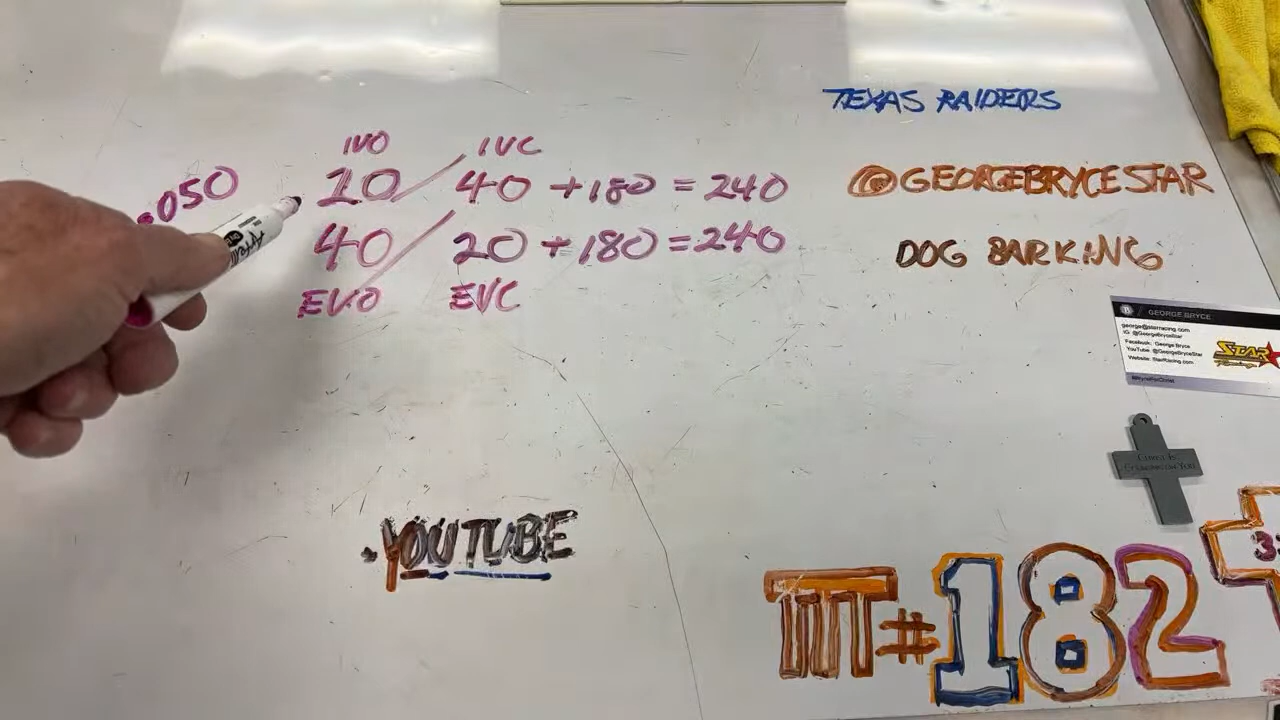 TEXAS RAIDERS
IVO IVC
.050
20 / 40 + 180 = 240
@GEORGEBRYCESTAR
40 / 20 + 180 = 240
DOG BARKING
EVO EVC
GEORGE BRYCE
george@starracing.com
IG: @GeorgeBryceStar
Facebook: George Bryce
YouTube: @GeorgeBryceStar
Website: StarRacing.com
STAR
Racing
.YOUTUBE
TTT #182